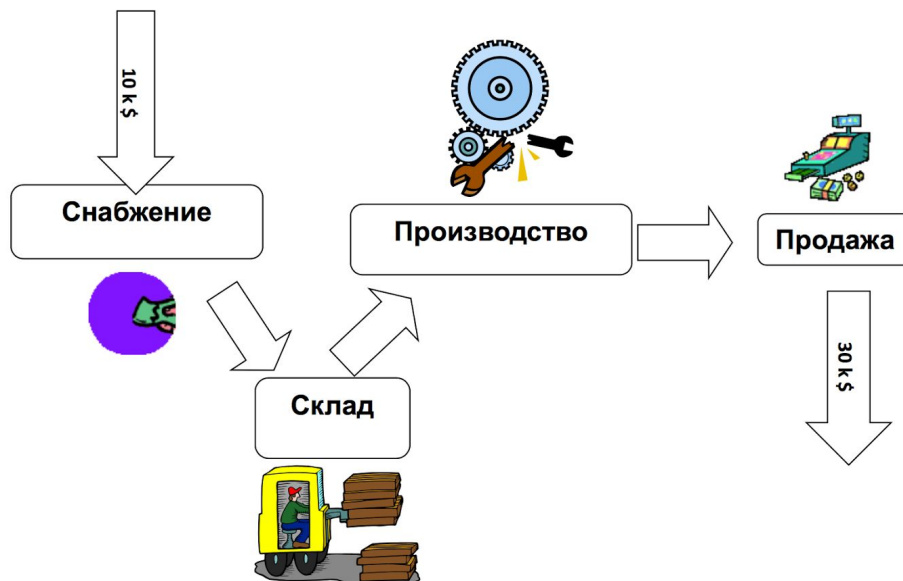 10 k $
Снабжение
Склад
Производство
Продажа
30 k $